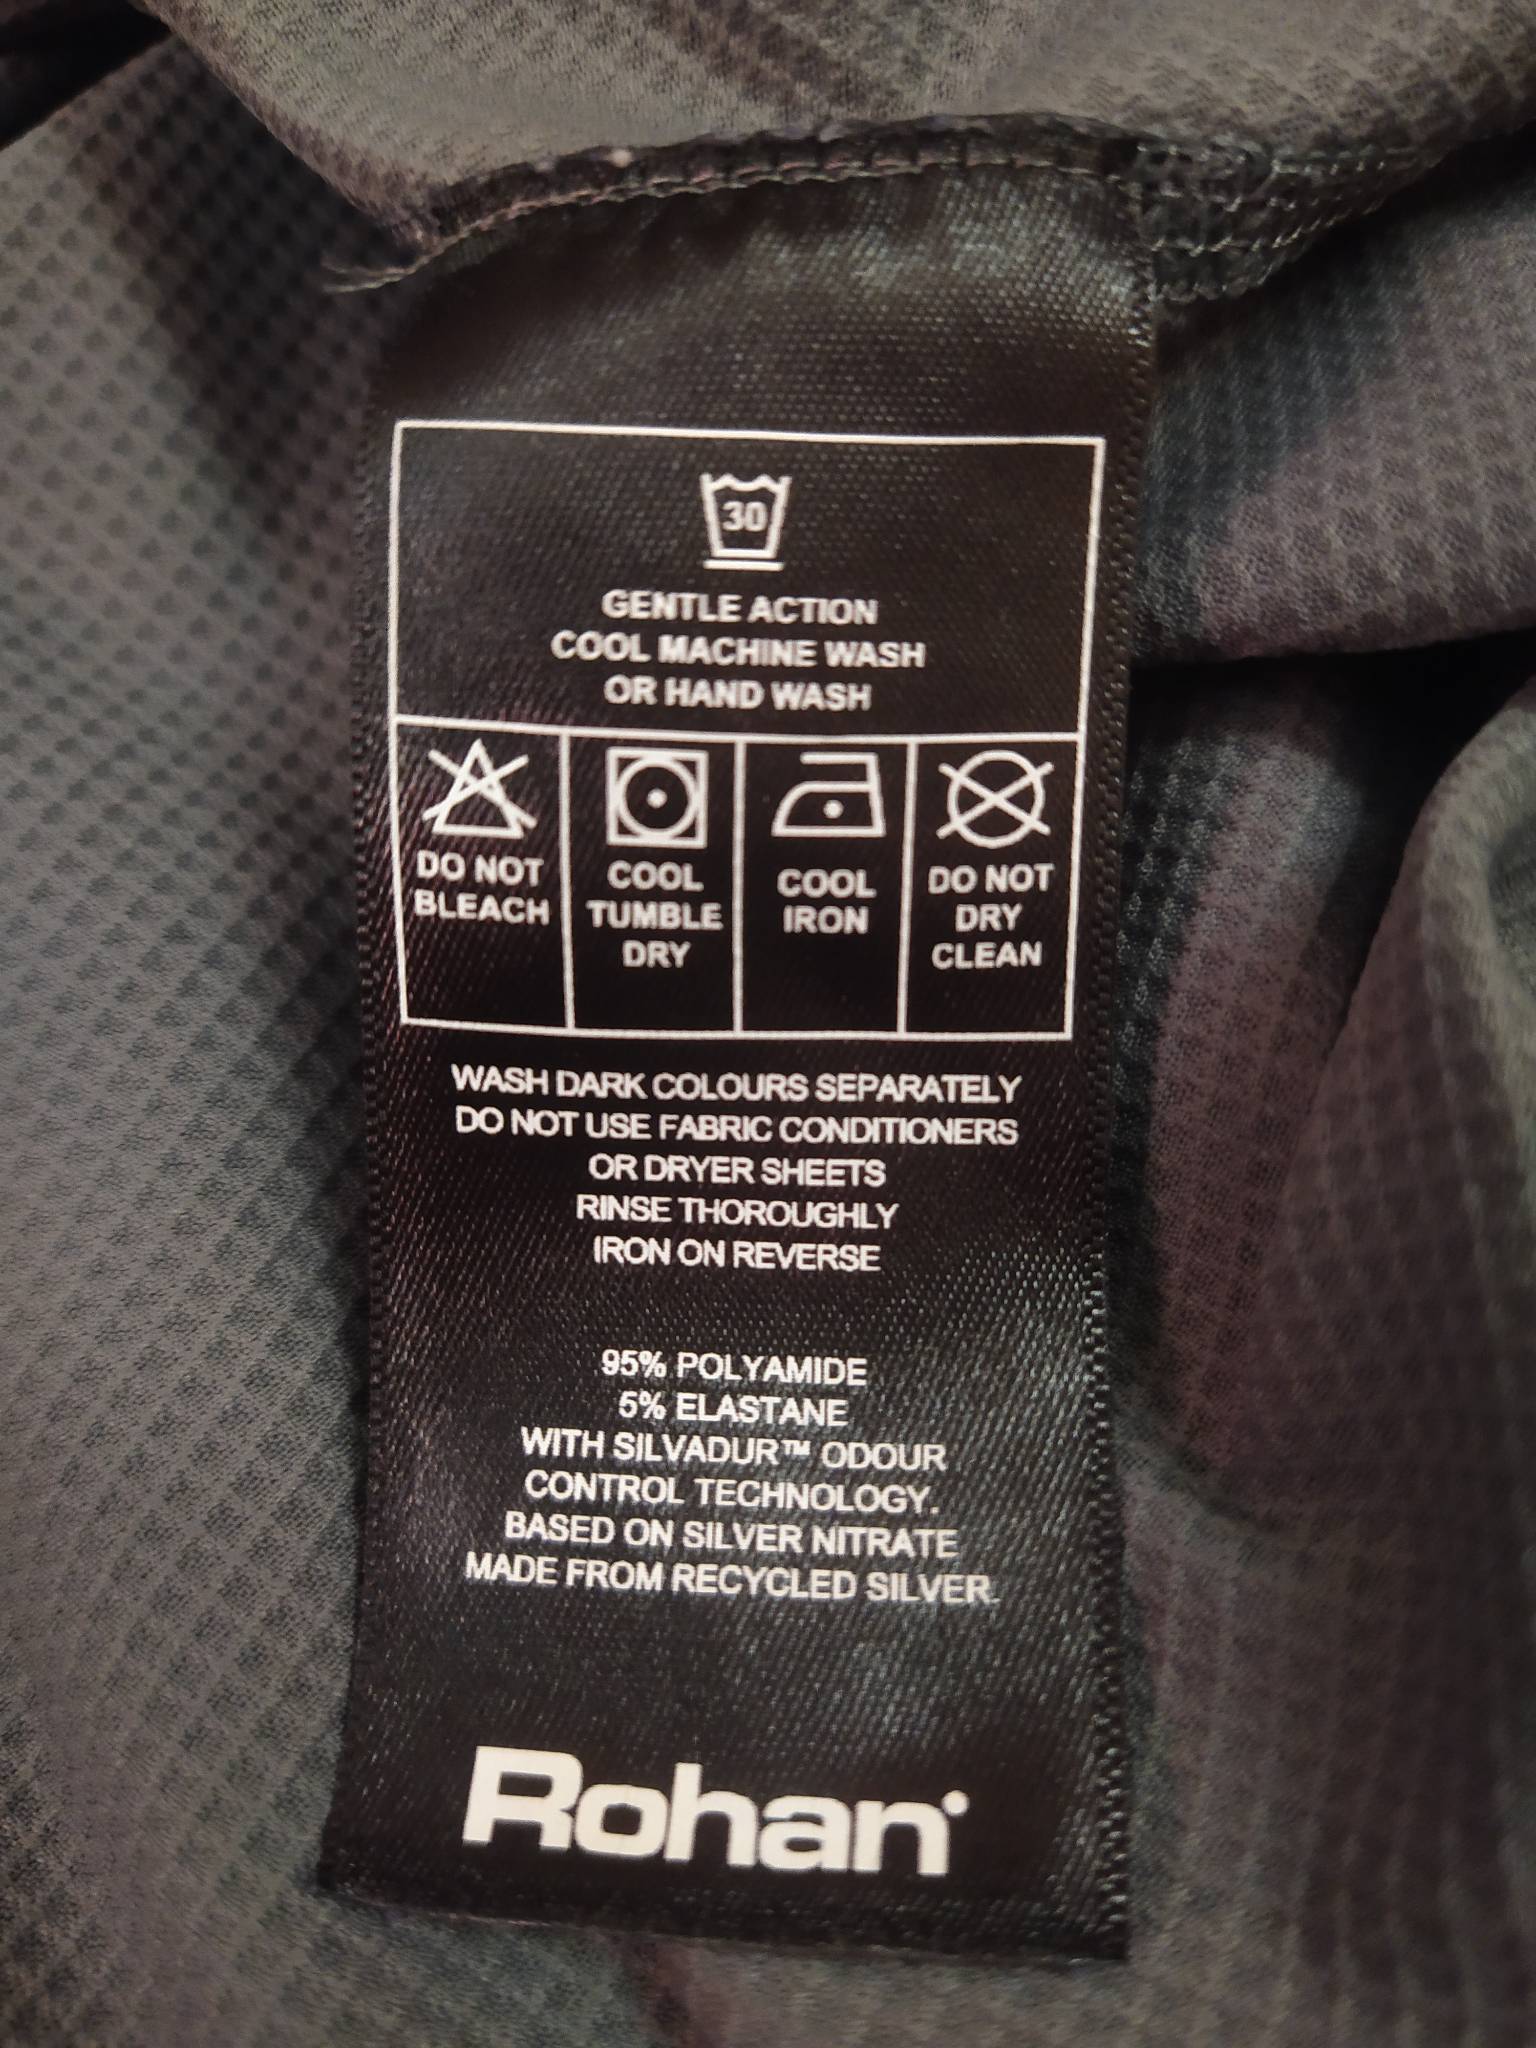 30
GENTLE ACTION
COOL MACHINE WASH
OR HAND WASH
DO NOT
BLEACH
COOL
TUMBLE
DRY
COOL
IRON
DO NOT
DRY
CLEAN
WASH DARK COLOURS SEPARATELY
DO NOT USE FABRIC CONDITIONERS
OR DRYER SHEETS
RINSE THOROUGHLY
IRON ON REVERSE
95% POLYAMIDE
5% ELASTANE
WITH SILVADUR™ ODOUR
CONTROL TECHNOLOGY.
BASED ON SILVER NITRATE
MADE FROM RECYCLED SILVER.
Rohan